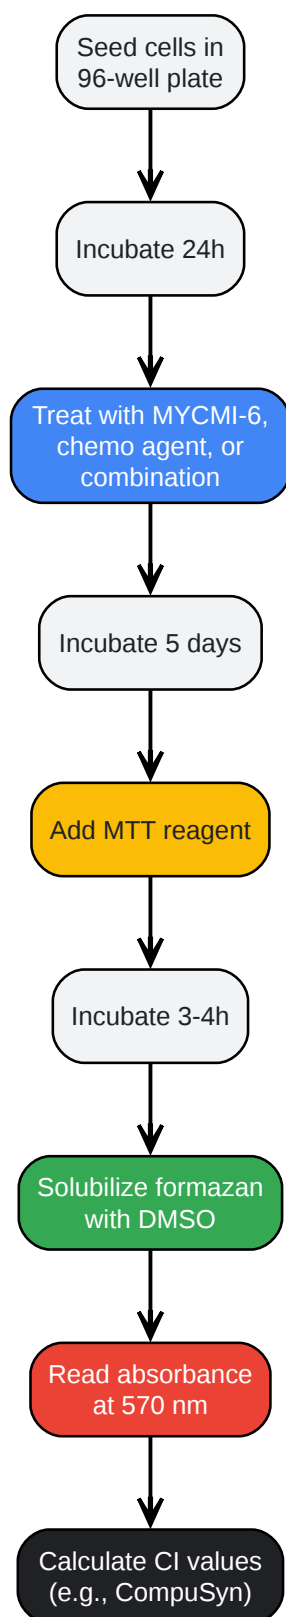 Seed cells in
96-well plate
Incubate 24h
Treat with MYCMI-6,
chemo agent, or
combination
Incubate 5 days
Add MTT reagent
Incubate 3-4h
Solubilize formazan
with DMSO
Read absorbance
at 570 nm
Calculate CI values
(e.g., CompuSyn)